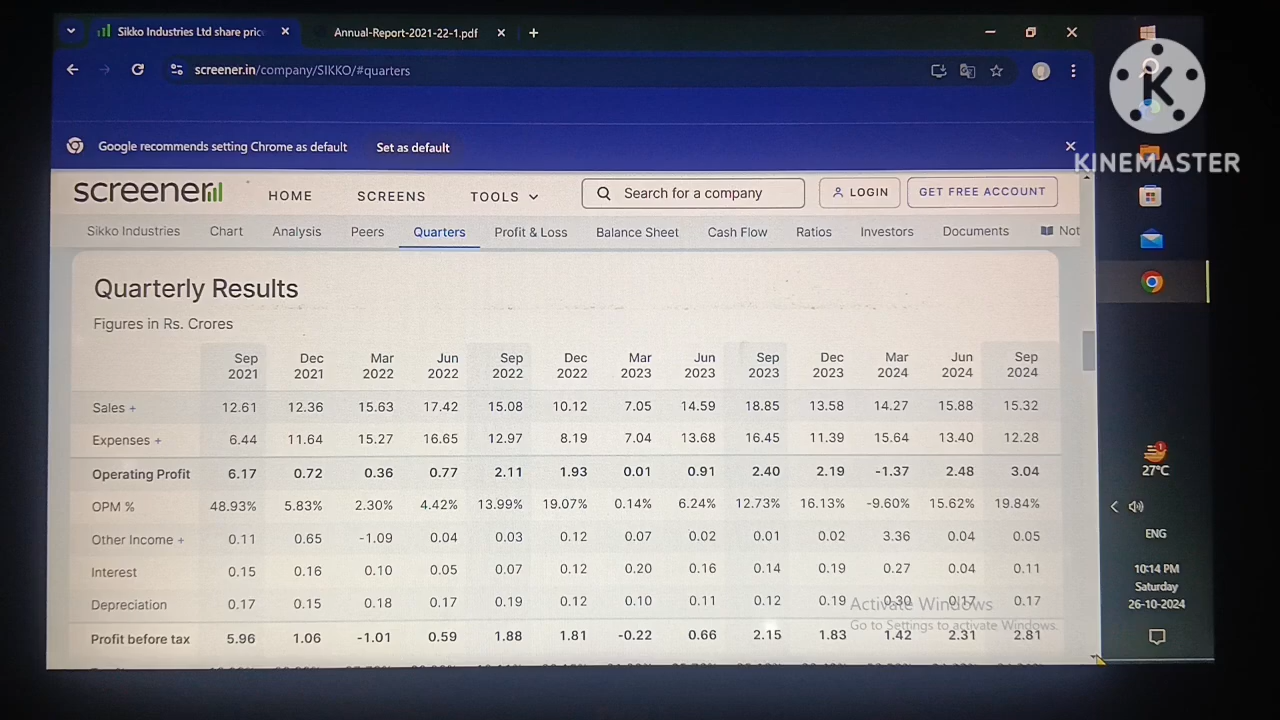 Sikko Industries Ltd share pric
Annual-Report-2021-22-1.pdf
screener.in/company/SIKKO/#quarters
Google recommends setting Chrome as default
Set as default
K
KINEMASTER
screener
HOME
SCREENS
TOOLS
Search for a company
LOGIN
GET FREE ACCOUNT
Sikko Industries Chart Analysis Peers Quarters Profit & Loss Balance Sheet Cash Flow Ratios Investors Documents Not
Quarterly Results
Figures in Rs. Crores
Sep Dec Mar Jun Sep Dec Mar Jun Sep Dec Mar Jun Sep
2021 2021 2022 2022 2022 2022 2023 2023 2023 2023 2024 2024 2024
Sales + 12.61 12.36 15.63 17.42 15.08 10.12 7.05 14.59 18.85 13.58 14.27 15.88 15.32
Expenses + 6.44 11.64 15.27 16.65 12.97 8.19 7.04 13.68 16.45 11.39 15.64 13.40 12.28
Operating Profit 6.17 0.72 0.36 0.77 2.11 1.93 0.01 0.91 2.40 2.19 -1.37 2.48 3.04
OPM % 48.93% 5.83% 2.30% 4.42% 13.99% 19.07% 0.14% 6.24% 12.73% 16.13% -9.60% 15.62% 19.84%
Other Income + 0.11 0.65 -1.09 0.04 0.03 0.12 0.07 0.02 0.01 0.02 3.36 0.04 0.05
Interest 0.15 0.16 0.10 0.05 0.07 0.12 0.20 0.16 0.14 0.19 0.27 0.04 0.11
Depreciation 0.17 0.15 0.18 0.17 0.19 0.12 0.10 0.11 0.12 0.19 0.30 0.17 0.17
Profit before tax 5.96 1.06 -1.01 0.59 1.88 1.81 -0.22 0.66 2.15 1.83 1.42 2.31 2.81
Activate Windows
Go to Settings to activate Windows.
27°C
ENG
10:14 PM
Saturday
26-10-2024